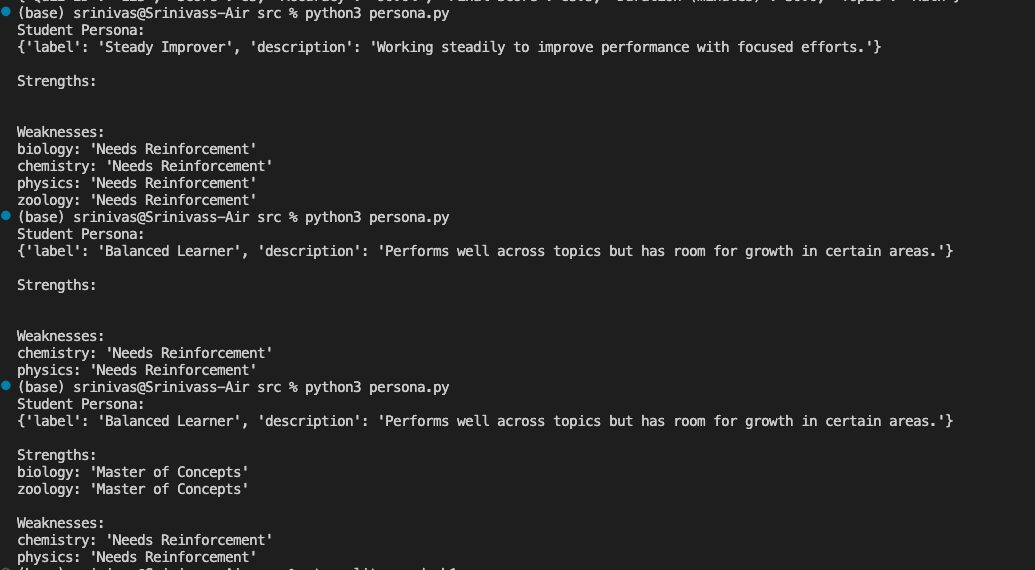 (base) srinivas@Srinivass-Air src % python3 persona.py
Student Persona:
{'label': 'Steady Improver', 'description': 'Working steadily to improve performance with focused efforts.'}
Strengths:
Weaknesses:
biology: 'Needs Reinforcement'
chemistry: 'Needs Reinforcement'
physics: 'Needs Reinforcement'
zoology: 'Needs Reinforcement'
(base) srinivas@Srinivass-Air src % python3 persona.py
Student Persona:
{'label': 'Balanced Learner', 'description': 'Performs well across topics but has room for growth in certain areas.'}
Strengths:
Weaknesses:
chemistry: 'Needs Reinforcement'
physics: 'Needs Reinforcement'
(base) srinivas@Srinivass-Air src % python3 persona.py
Student Persona:
{'label': 'Balanced Learner', 'description': 'Performs well across topics but has room for growth in certain areas.'}
Strengths:
biology: 'Master of Concepts'
zoology: 'Master of Concepts'
Weaknesses:
chemistry: 'Needs Reinforcement'
physics: 'Needs Reinforcement'